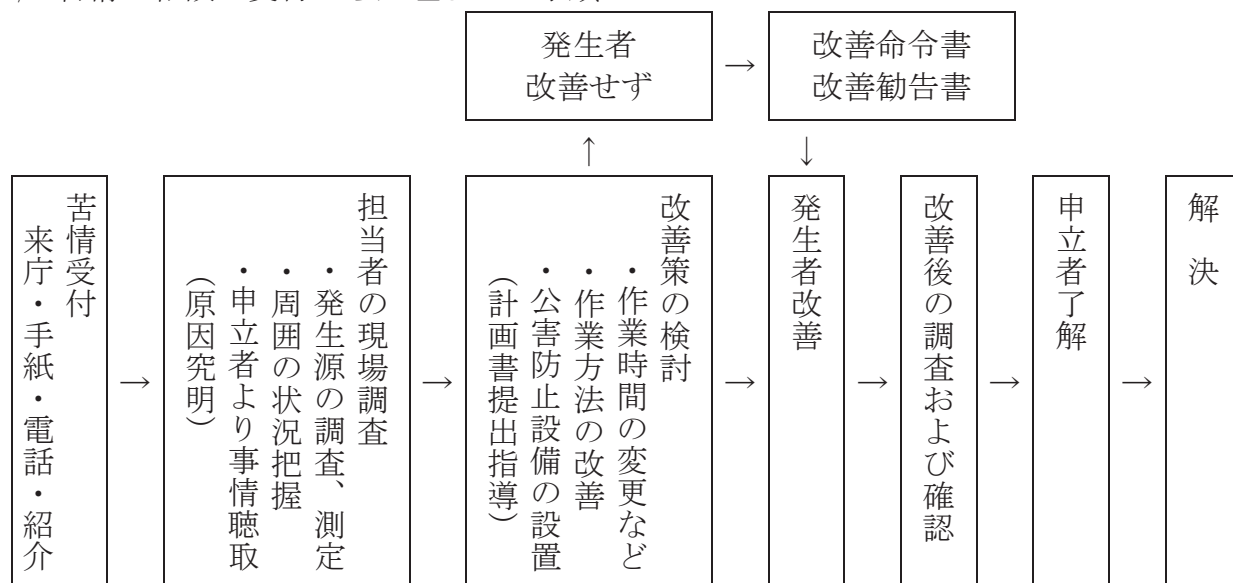 発生者
改善せず
→
改善命令書
改善勧告書
↑
↓
苦情受付
来庁・手紙・電話・紹介
→
担当者の現場調査
・発生源の調査、測定
・周囲の状況把握
・申立者より事情聴取
（原因究明）
→
改善策の検討
・作業時間の変更など
・作業方法の改善
・公害防止設備の設置
（計画書提出指導）
→
発生者改善
→
改善後の調査および確認
→
申立者了解
→
解決